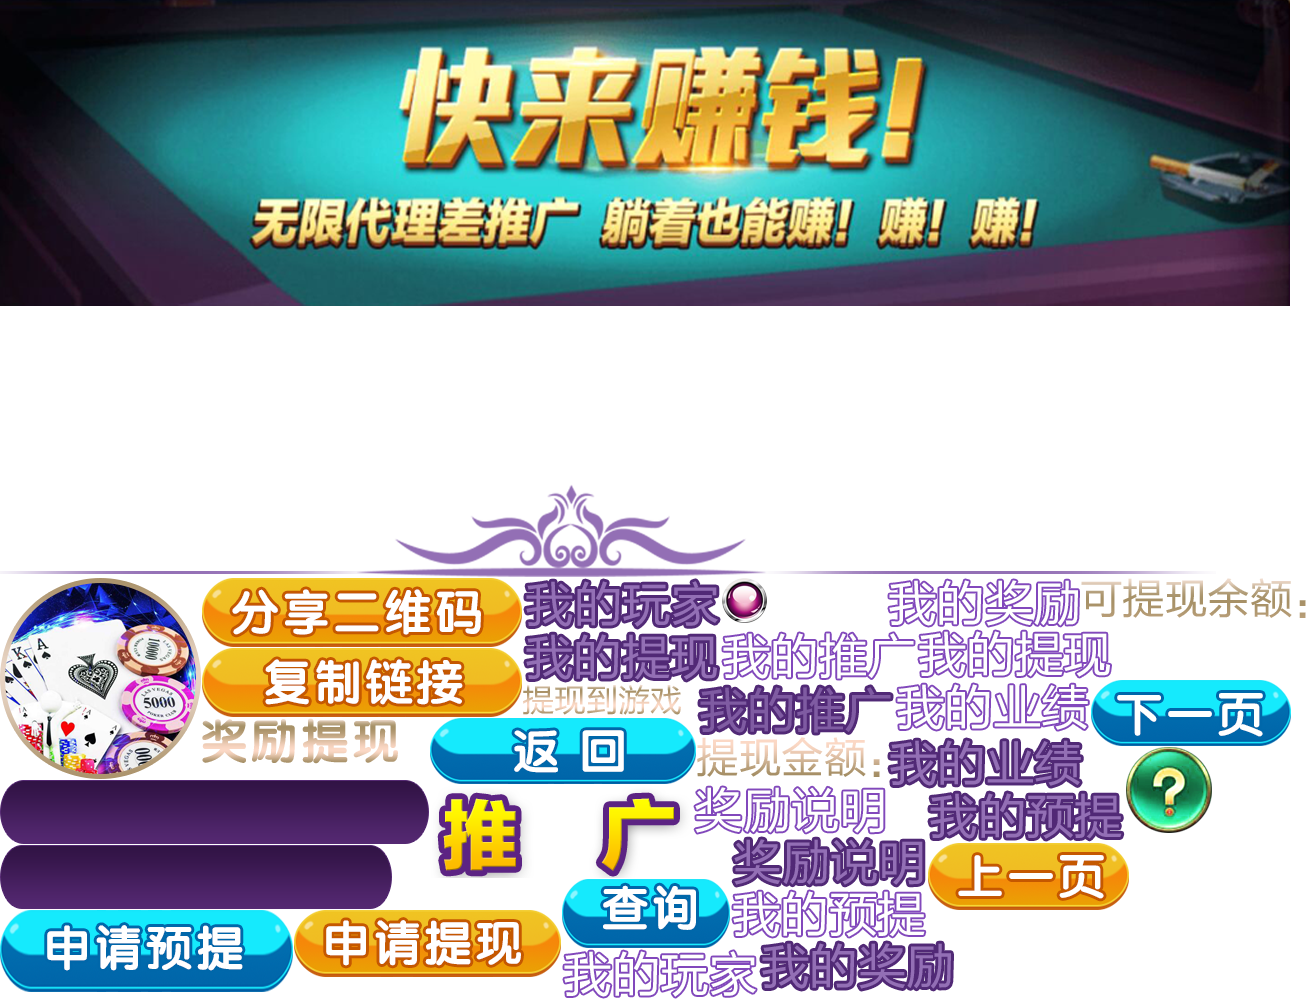 快来赚钱!
无限代理差推广 躺着也能赚! 赚! 赚!
分享二维码
我的玩家
我的奖励
可提现余额:
复制链接
我的提现
我的推广
我的提现
提现到游戏
我的推广
我的业绩
下一页
奖励提现
返 回
提现金额:
我的业绩
?
推 广
奖励说明
我的预提
奖励说明
上一页
查询
我的预提
申请预提
申请提现
我的玩家
我的奖励
K
A
5000